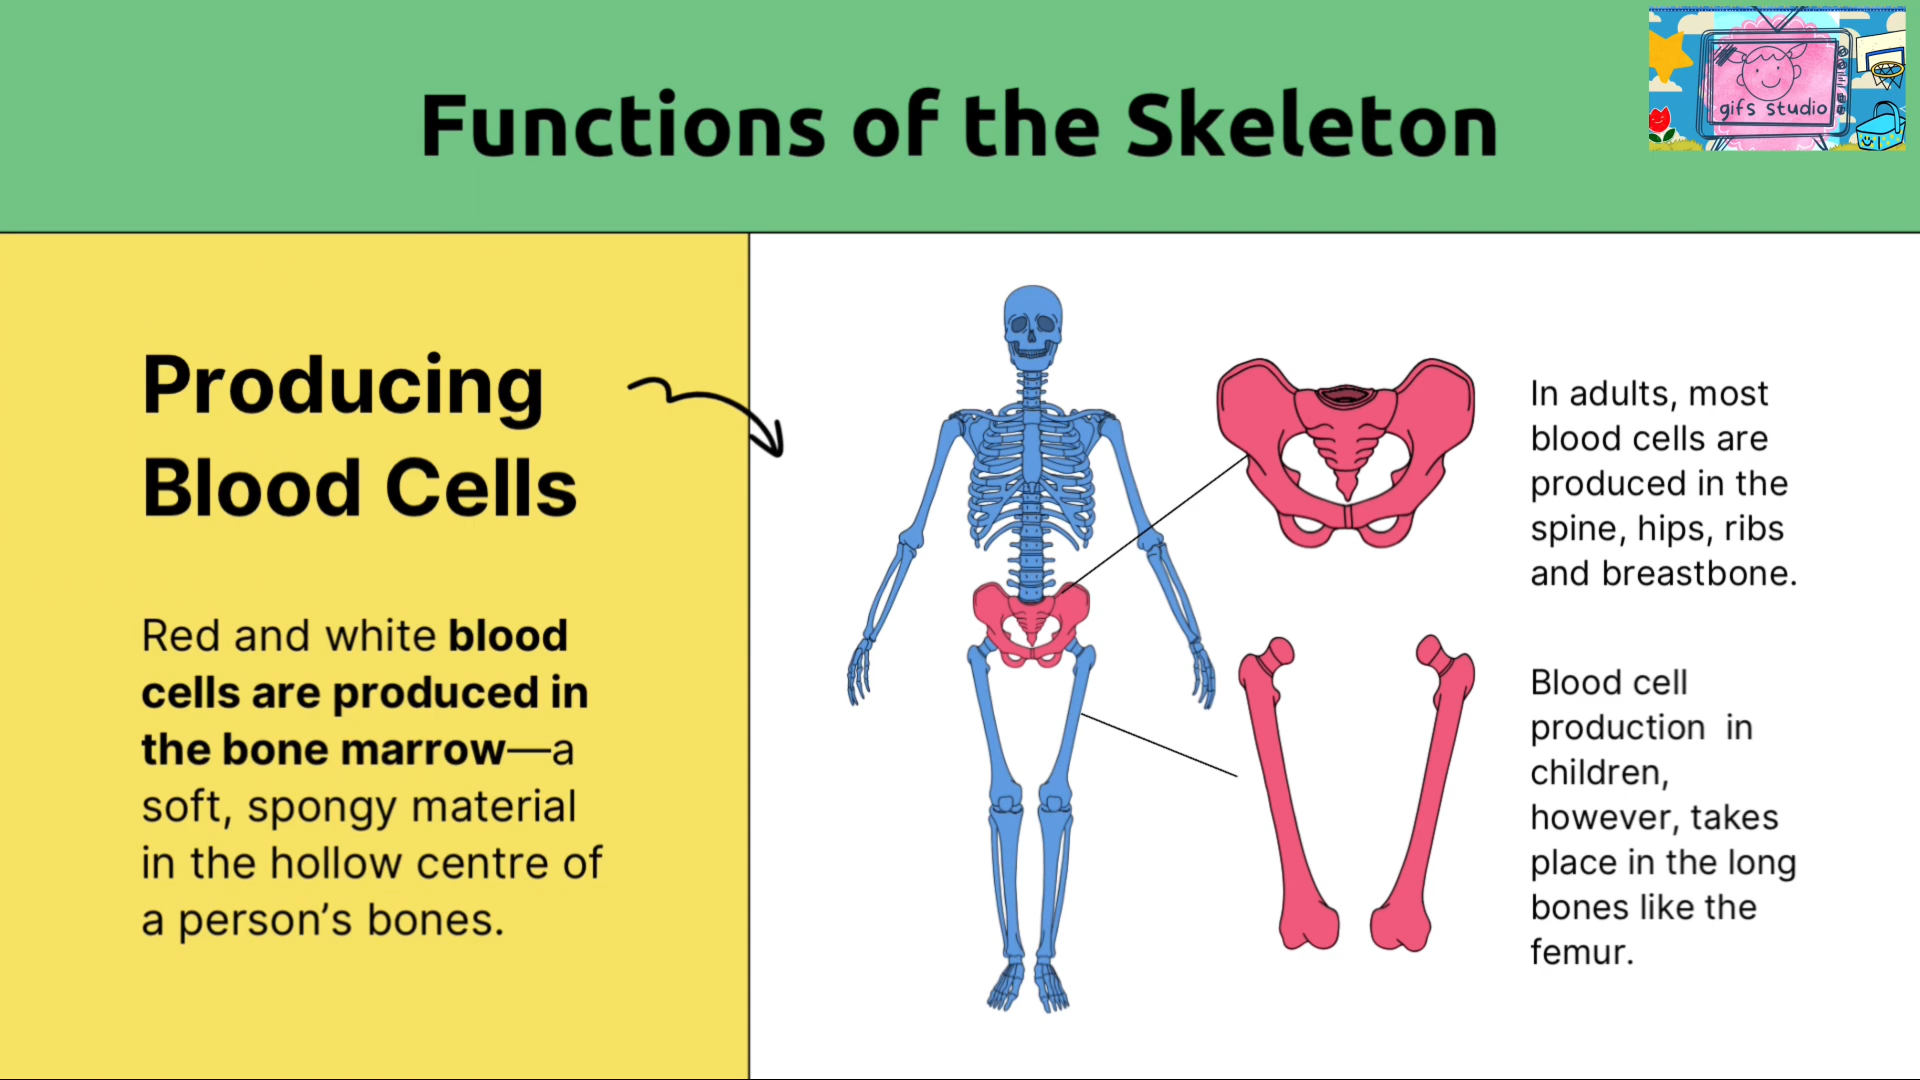 Functions of the Skeleton
gifs studio
Producing
Blood Cells
Red and white blood
cells are produced in
the bone marrow—a
soft, spongy material
in the hollow centre of
a person’s bones.
In adults, most
blood cells are
produced in the
spine, hips, ribs
and breastbone.
Blood cell
production in
children,
however, takes
place in the long
bones like the
femur.